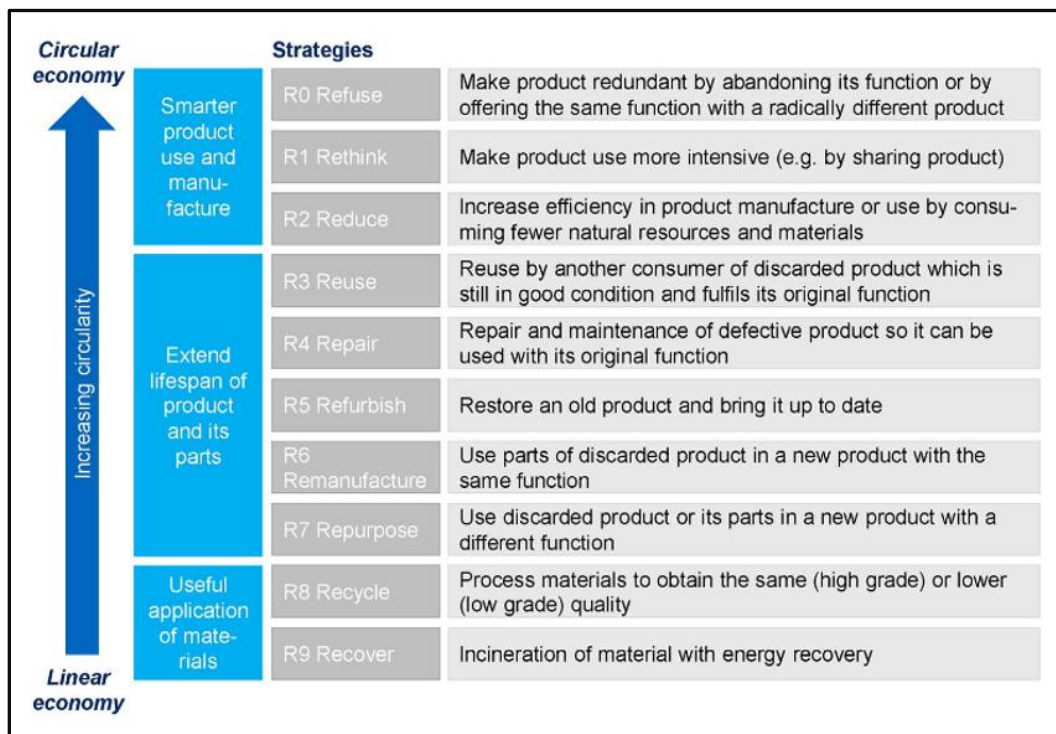 Circular
economy
Strategies
Increasing circularity
Linear
economy
Smarter
product
use and
manu-
facture
R0 Refuse
Make product redundant by abandoning its function or by
offering the same function with a radically different product
R1 Rethink
Make product use more intensive (e.g. by sharing product)
R2 Reduce
Increase efficiency in product manufacture or use by consu-
ming fewer natural resources and materials
Extend
lifespan of
product
and its
parts
R3 Reuse
Reuse by another consumer of discarded product which is
still in good condition and fulfils its original function
R4 Repair
Repair and maintenance of defective product so it can be
used with its original function
R5 Refurbish
Restore an old product and bring it up to date
R6
Remanufacture
Use parts of discarded product in a new product with the
same function
R7 Repurpose
Use discarded product or its parts in a new product with a
different function
Useful
application
of mate-
rials
R8 Recycle
Process materials to obtain the same (high grade) or lower
(low grade) quality
R9 Recover
Incineration of material with energy recovery